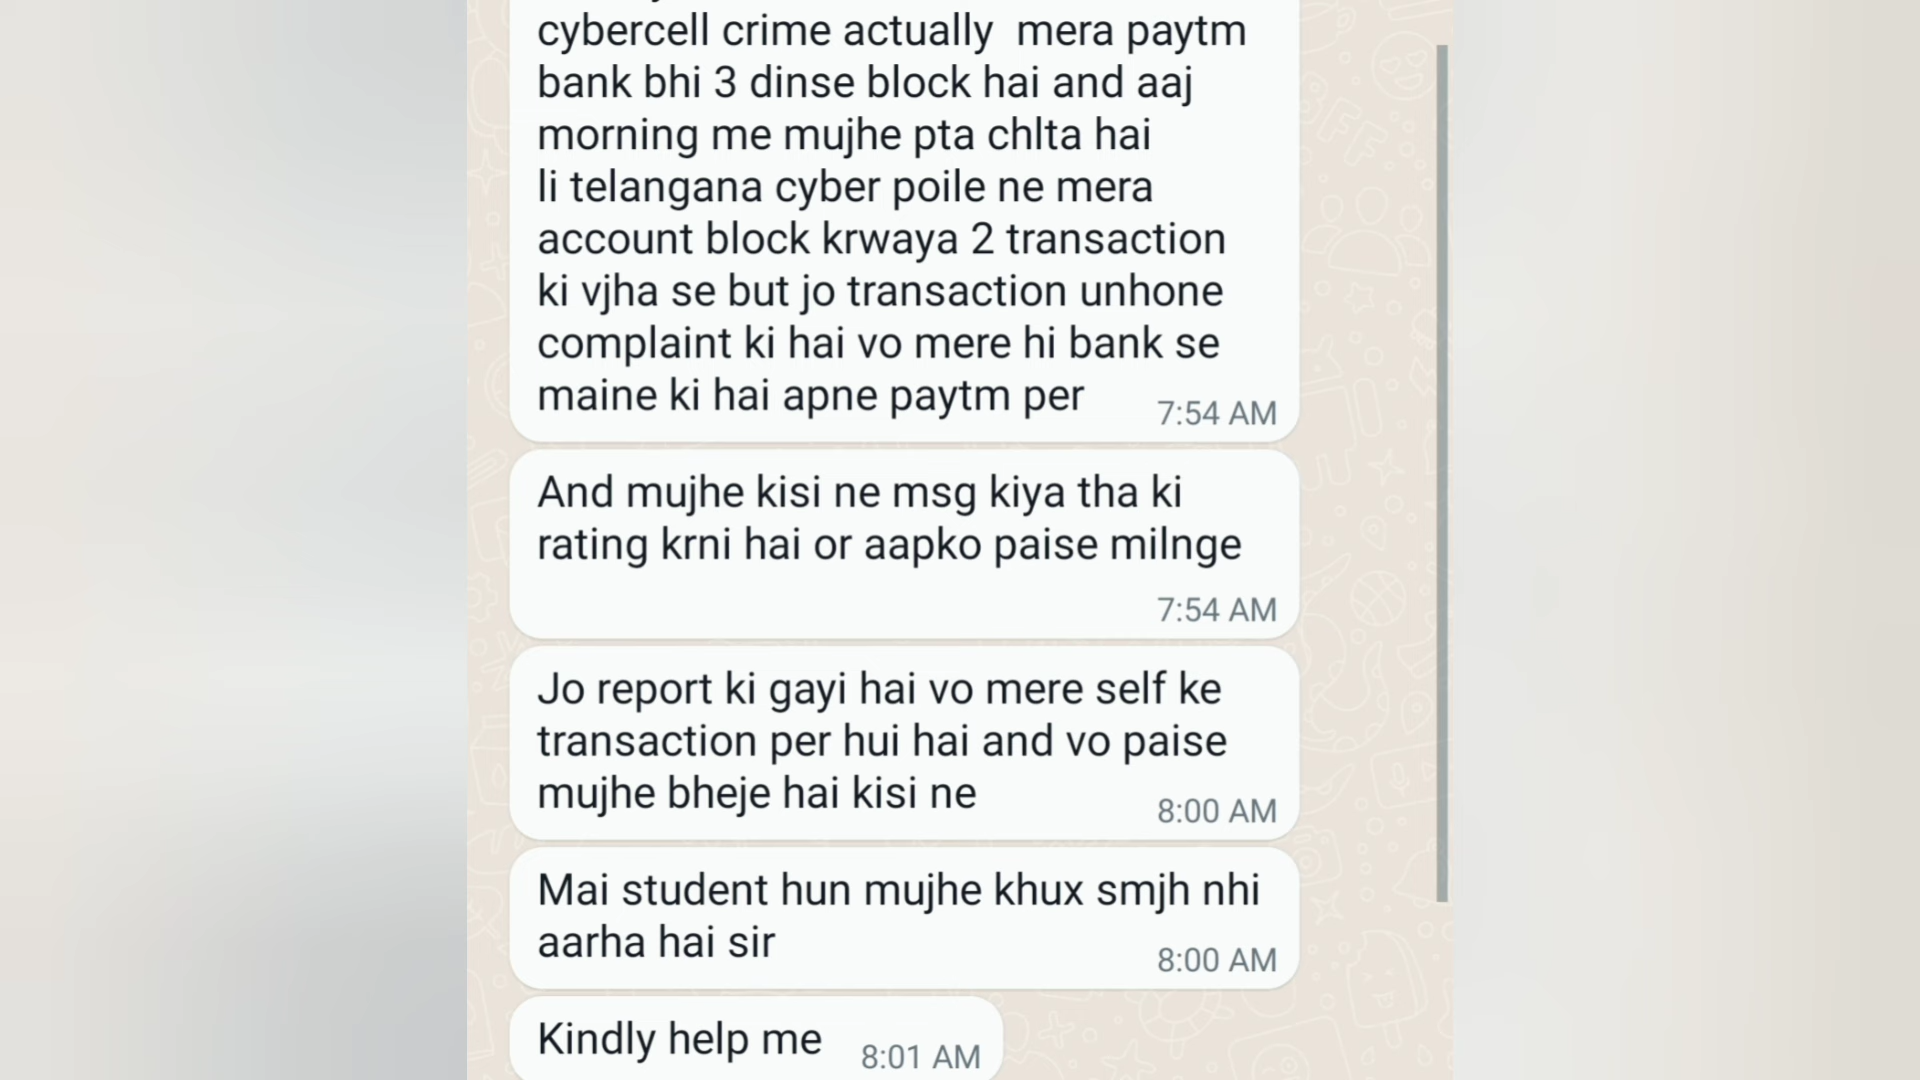 cybercell crime actually  mera paytm
bank bhi 3 dinse block hai and aaj
morning me mujhe pta chlta hai
li telangana cyber poile ne mera
account block krwaya 2 transaction
ki vjha se but jo transaction unhone
complaint ki hai vo mere hi bank se
maine ki hai apne paytm per
7:54 AM
And mujhe kisi ne msg kiya tha ki
rating krni hai or aapko paise milnge
7:54 AM
Jo report ki gayi hai vo mere self ke
transaction per hui hai and vo paise
mujhe bheje hai kisi ne
8:00 AM
Mai student hun mujhe khux smjh nhi
aarha hai sir
8:00 AM
Kindly help me
8:01 AM